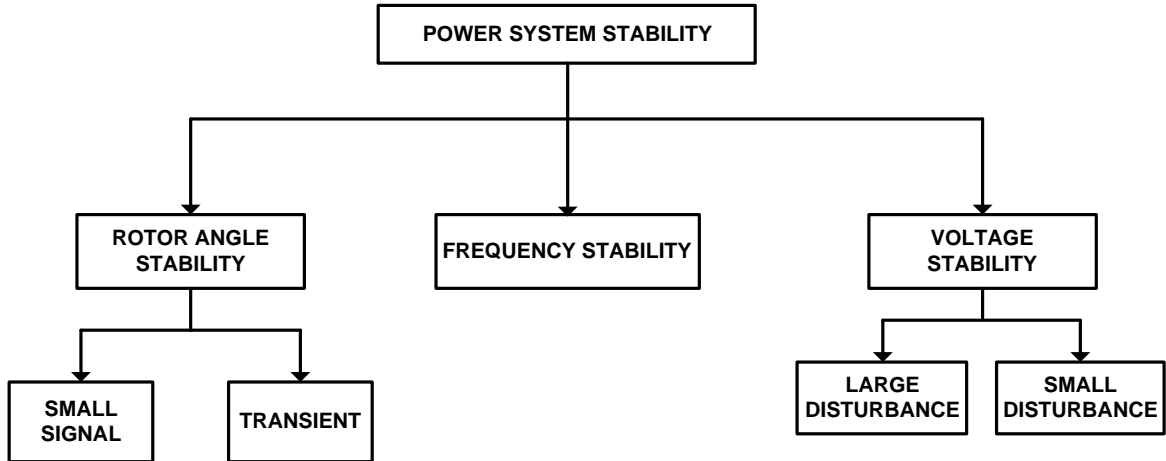 POWER SYSTEM STABILITY
ROTOR ANGLE
STABILITY
FREQUENCY STABILITY
VOLTAGE
STABILITY
SMALL
SIGNAL
TRANSIENT
LARGE
DISTURBANCE
SMALL
DISTURBANCE